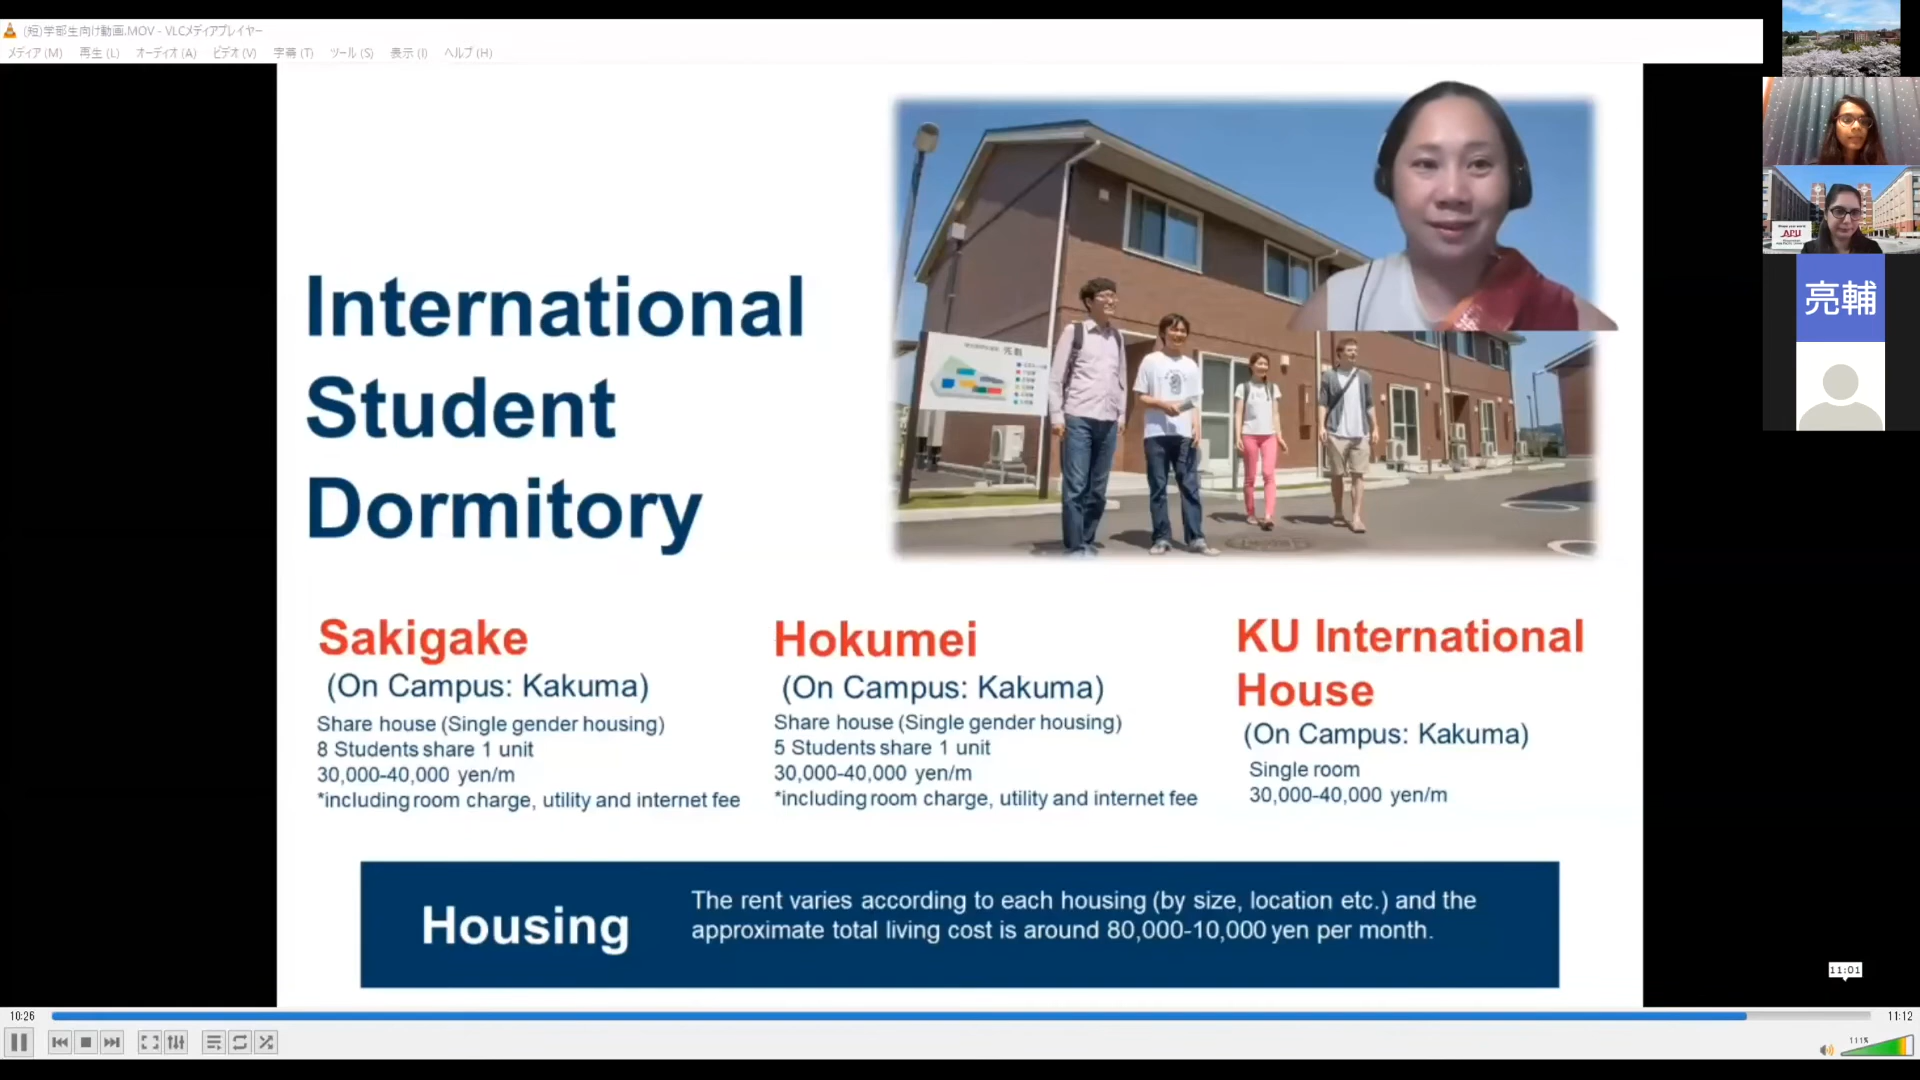 (短)学部生向け動画.MOV - VLCメディアプレイヤー
メディア(M) 再生(L) オーディオ(A) ビデオ(V) 字幕(T) ツール(S) 表示(I) ヘルプ(H)
International
Student
Dormitory
Sakigake
(On Campus: Kakuma)
Share house (Single gender housing)
8 Students share 1 unit
30,000-40,000 yen/m
*including room charge, utility and internet fee
Hokumei
(On Campus: Kakuma)
Share house (Single gender housing)
5 Students share 1 unit
30,000-40,000 yen/m
*including room charge, utility and internet fee
KU International
House
(On Campus: Kakuma)
Single room
30,000-40,000 yen/m
Housing
The rent varies according to each housing (by size, location etc.) and the
approximate total living cost is around 80,000-10,000 yen per month.
APU
亮輔
11:01
10:26
11:12
111%